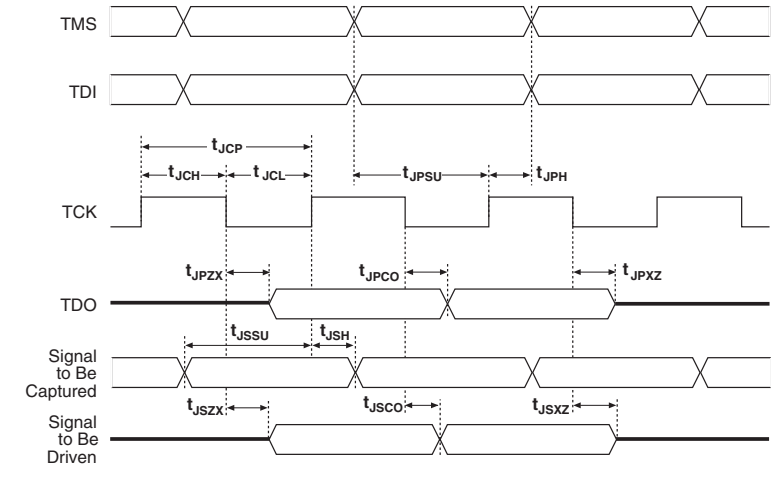 TMS
TDI
tJCP
tJCH
tJCL
tJPSU
tJPH
TCK
tJPZX
tJPCO
tJPXZ
TDO
tJSSU
tJSH
Signal
to Be
Captured
tJSZX
tJSCO
tJSXZ
Signal
to Be
Driven